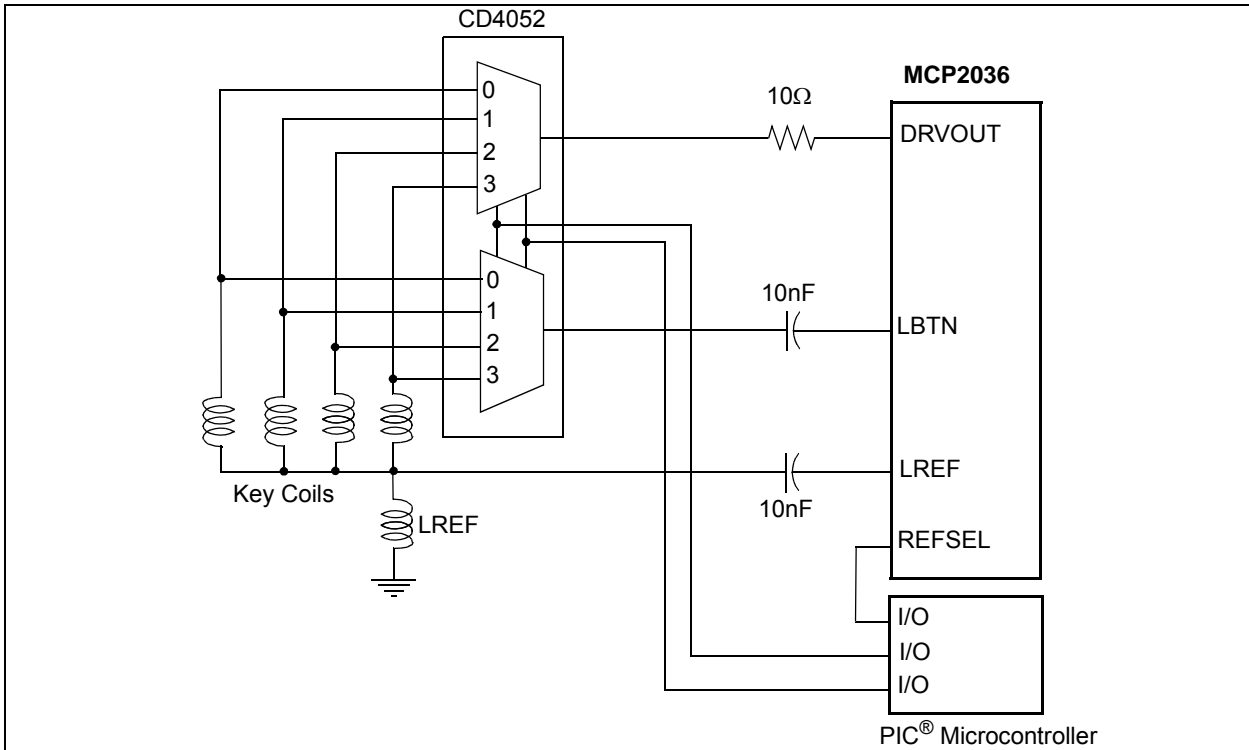 CD4052
MCP2036
0
1
2
3
10Ω
DRVOUT
0
1
2
3
10nF
LBTN
LREF
10nF
Key Coils
LREF
REFSEL
I/O
I/O
I/O
PIC® Microcontroller